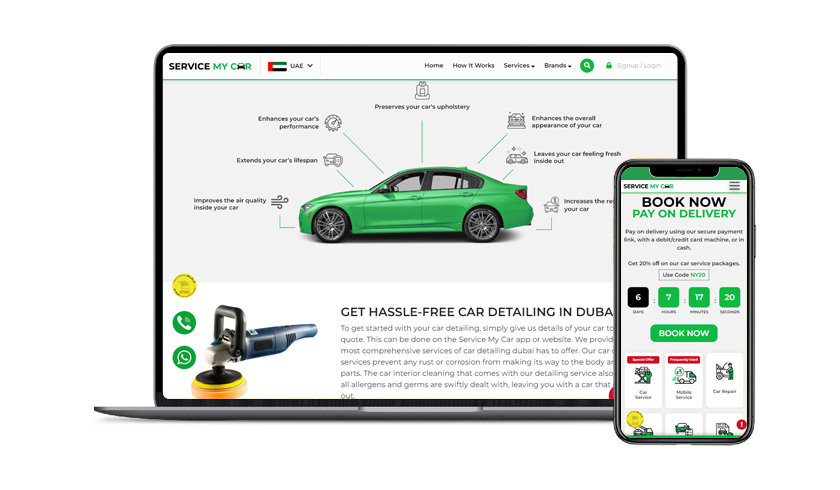 SERVICE MY CAR
UAE
Home How It Works Services Brands Signup / Login
Preserves your car's upholstery
Enhances your car's
performance
Enhances the overall
appearance of your car
Extends your car's lifespan
Leaves your car feeling fresh
inside out
Improves the air quality
inside your car
Increases the
your car
GET HASSLE-FREE CAR DETAILING IN DUBA
To get started with your car detailing, simply give us details of your car to
quote. This can be done on the Service My Car app or website. We provid
most comprehensive services of car detailing dubai has to offer. Our car
services prevent any rust or corrosion from making its way to the body an
parts. The car interior cleaning that comes with our detailing service also
all allergens and germs are swiftly dealt with, leaving you with a car that
out.
SERVICE MY CAR
BOOK NOW
PAY ON DELIVERY
Pay on delivery using our secure payment
link, with a debit/credit card machine, or in
cash.
Get 20% off on our car service packages.
Use Code NY20
6 : 7 : 17 : 20
DAYS HOURS MINUTES SECONDS
BOOK NOW
Special Offer Frequently Used
Car
Service
Mobile
Service
Car Repair